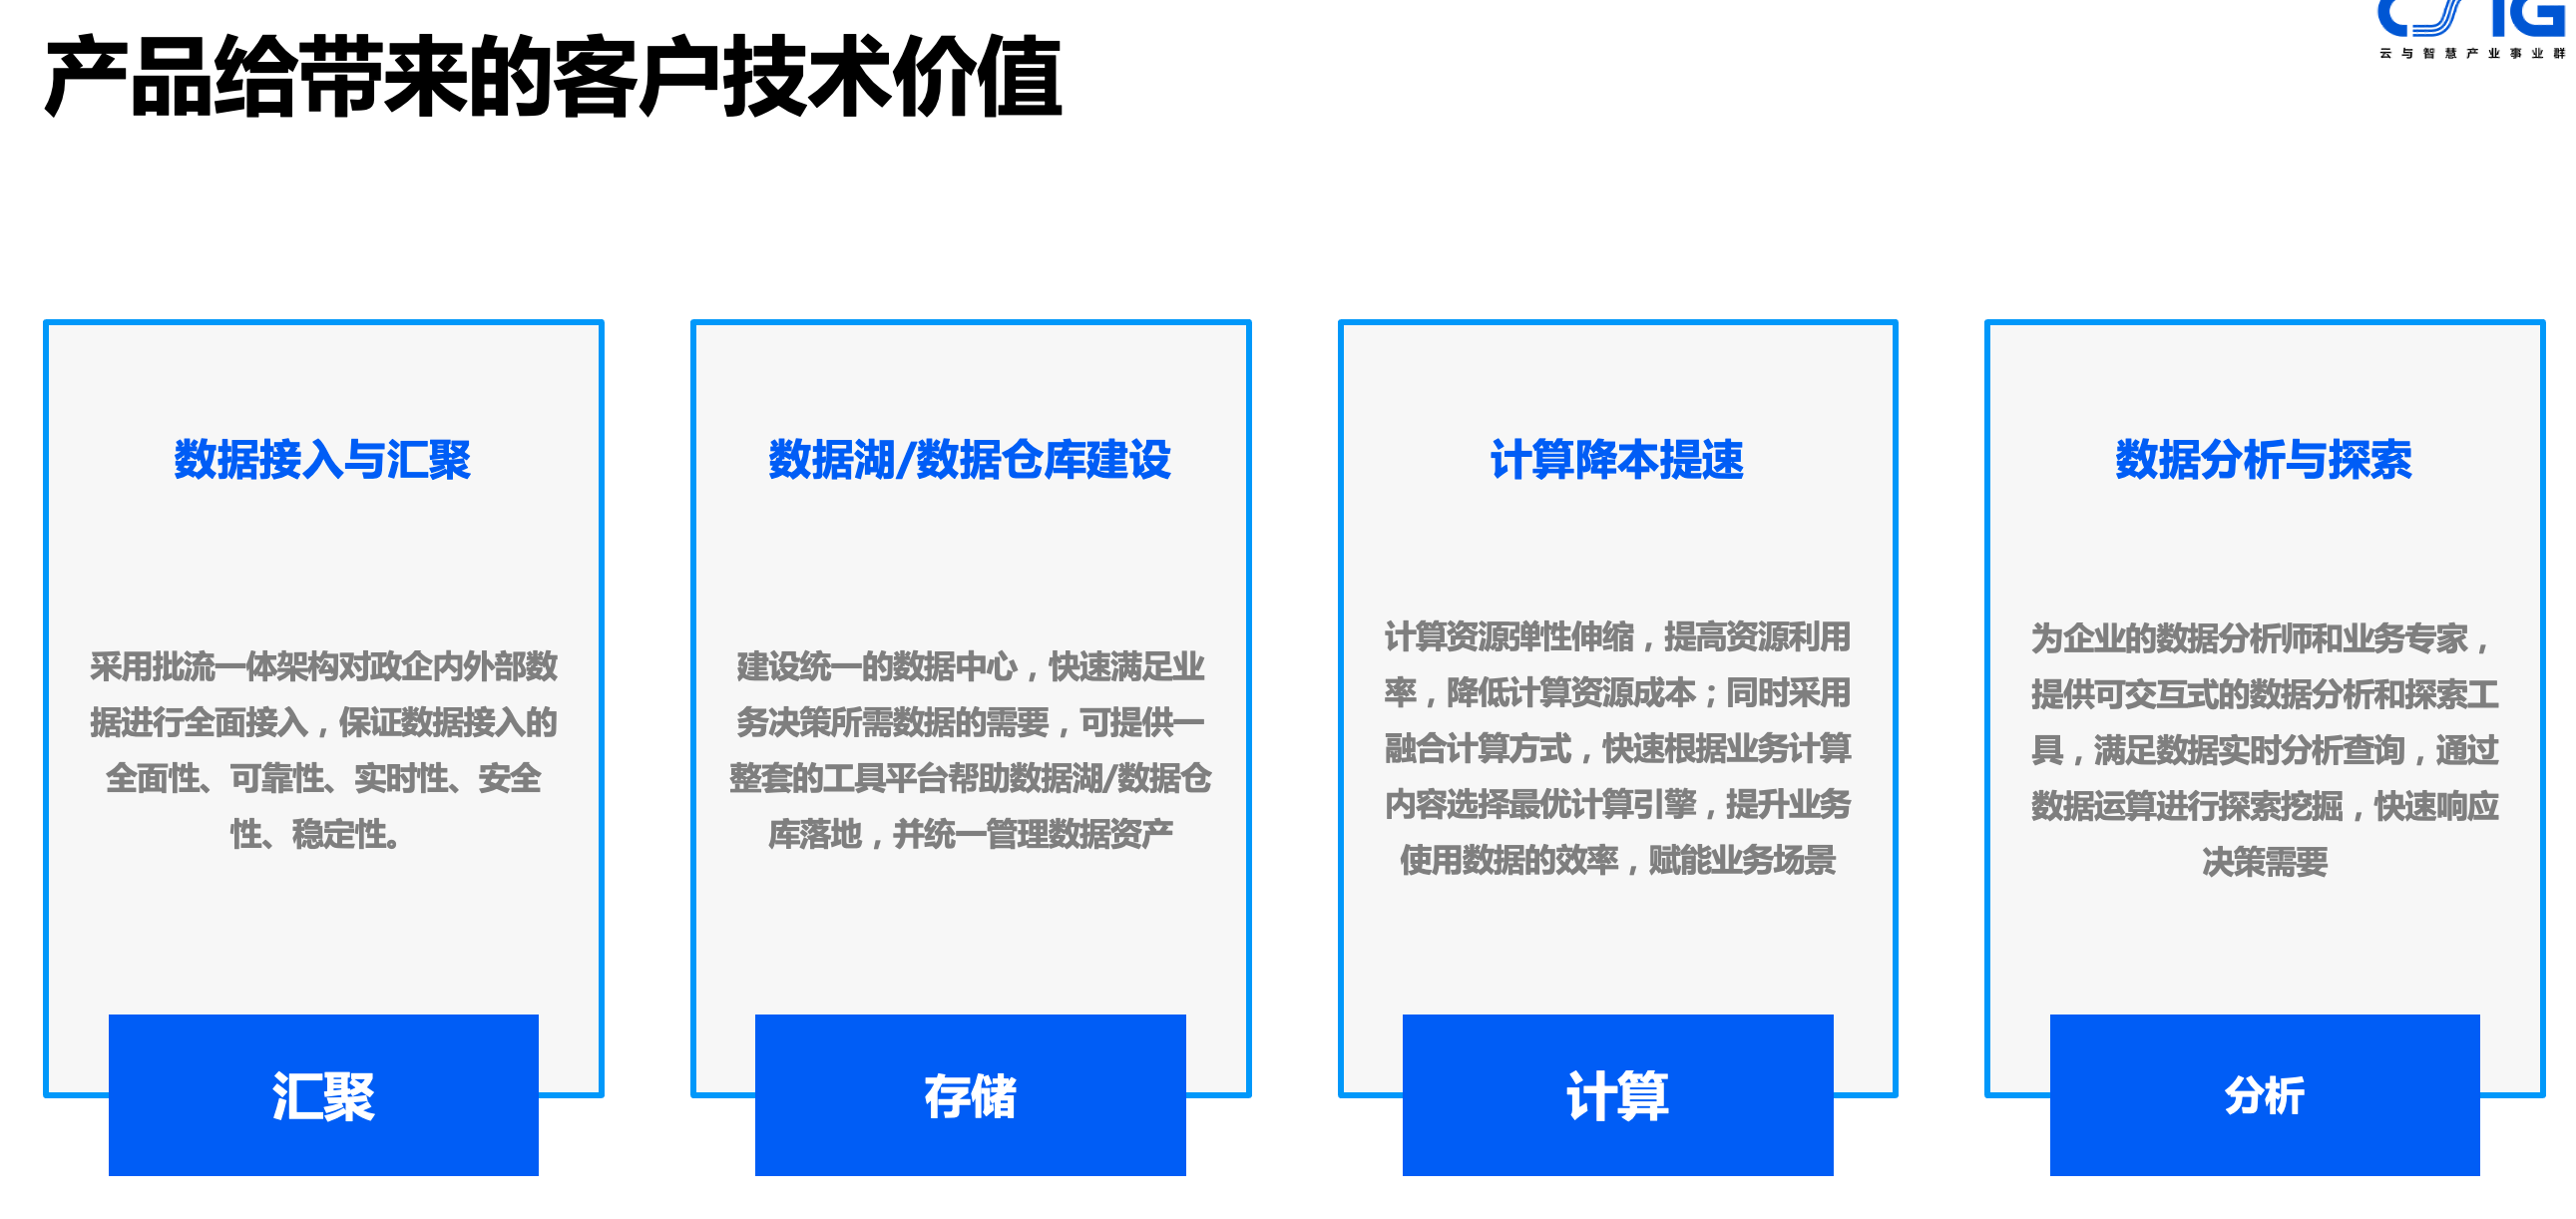 产品给带来的客户技术价值
CSIG
云与智慧产业事业群
数据接入与汇聚
采用批流一体架构对政企内外部数
据进行全面接入，保证数据接入的
全面性、可靠性、实时性、安全
性、稳定性。
汇聚
数据湖/数据仓库建设
建设统一的数据中心，快速满足业
务决策所需数据的需要，可提供一
整套的工具平台帮助数据湖/数据仓
库落地，并统一管理数据资产
存储
计算降本提速
计算资源弹性伸缩，提高资源利用
率，降低计算资源成本；同时采用
融合计算方式，快速根据业务计算
内容选择最优计算引擎，提升业务
使用数据的效率，赋能业务场景
计算
数据分析与探索
为企业的数据分析师和业务专家，
提供可交互式的数据分析和探索工
具，满足数据实时分析查询，通过
数据运算进行探索挖掘，快速响应
决策需要
分析